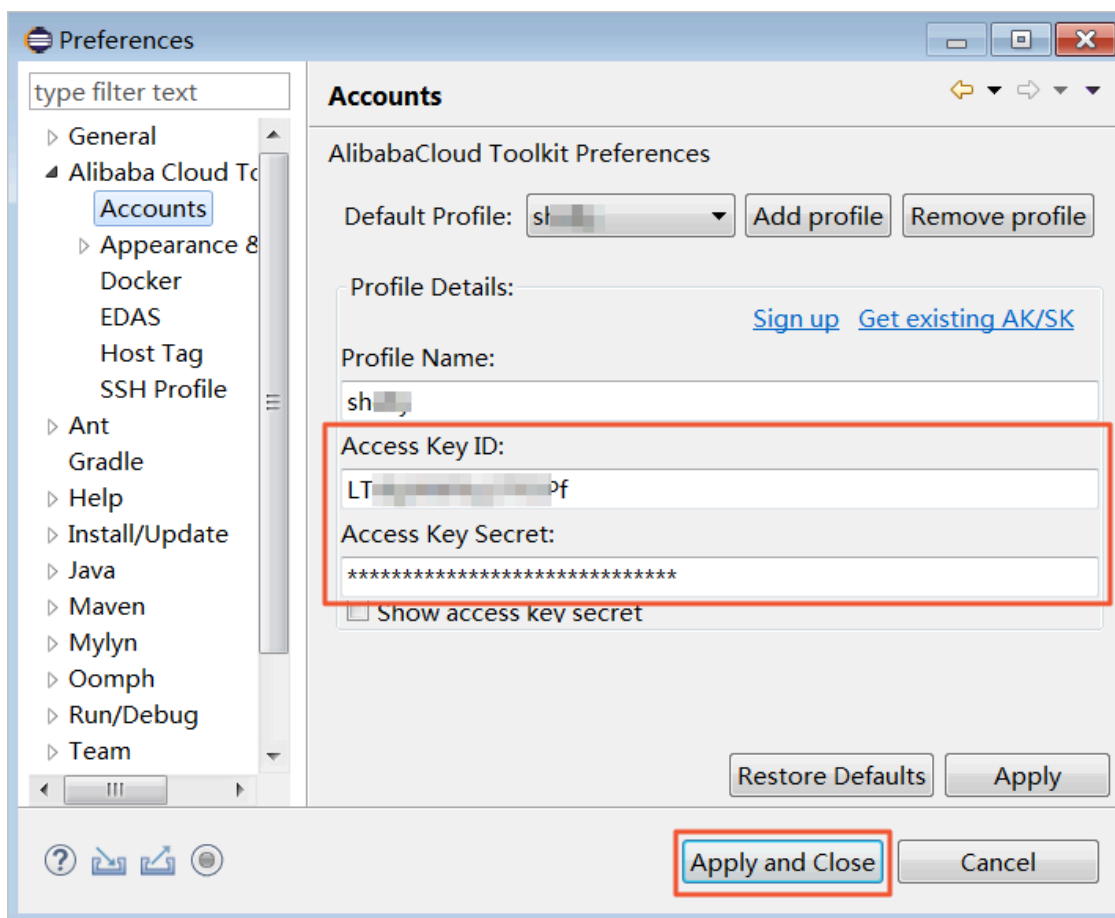 Preferences
type filter text
Accounts
General
Alibaba Cloud To
Accounts
Appearance &
Docker
EDAS
Host Tag
SSH Profile
Ant
Gradle
Help
Install/Update
Java
Maven
Mylyn
Oomph
Run/Debug
Team
AlibabaCloud Toolkit Preferences
Default Profile: Add profile Remove profile
Profile Details:
Sign up Get existing AK/SK
Profile Name:
Access Key ID:
Access Key Secret:
******************************
Show access key secret
Restore Defaults Apply
Apply and Close Cancel